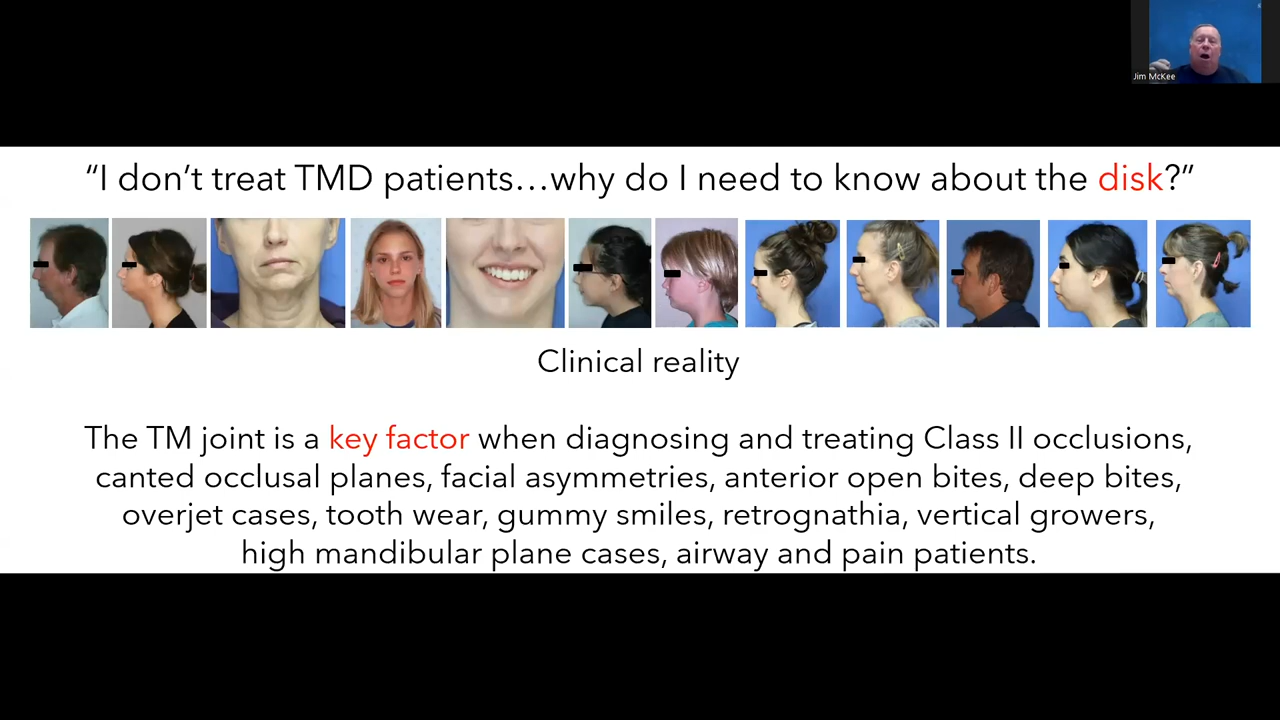 Jim McKee
“I don’t treat TMD patients…why do I need to know about the disk?”
Clinical reality
The TM joint is a key factor when diagnosing and treating Class II occlusions,
canted occlusal planes, facial asymmetries, anterior open bites, deep bites,
overjet cases, tooth wear, gummy smiles, retrognathia, vertical growers,
high mandibular plane cases, airway and pain patients.